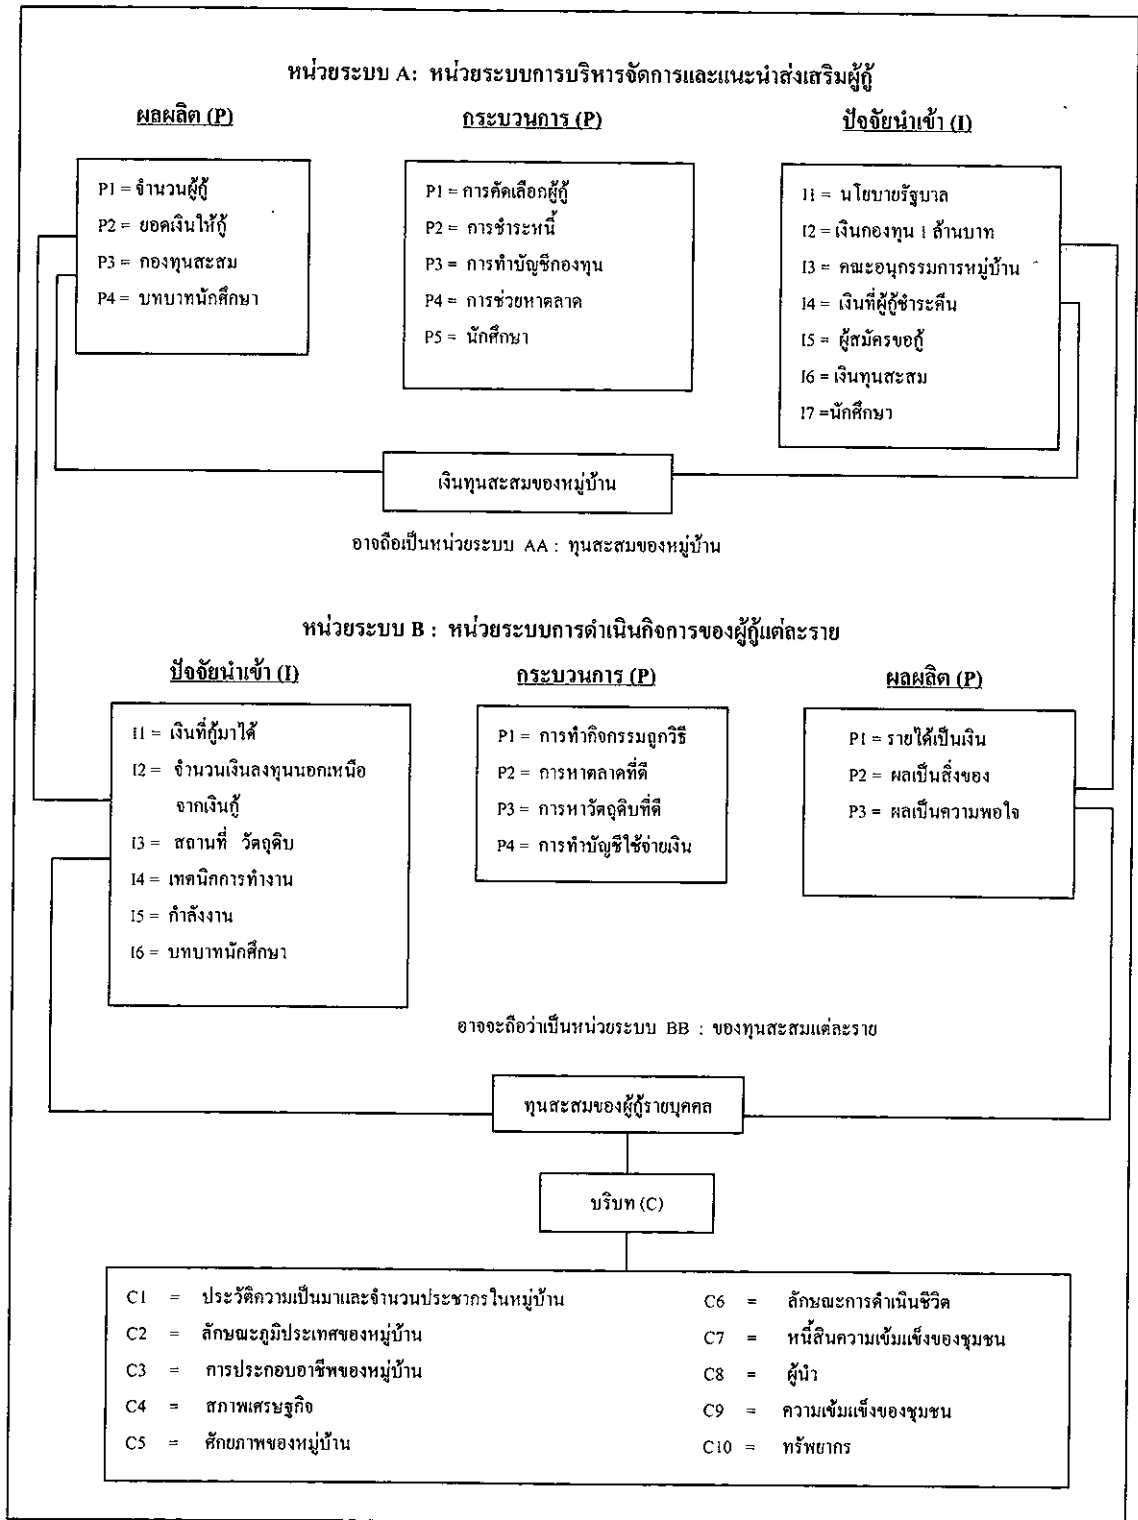 หน่วยระบบ A: หน่วยระบบการบริหารจัดการและแนะนำส่งเสริมผู้กู้
ผลผลิต (P)
P1 = จำนวนผู้กู้
P2 = ยอดเงินให้กู้
P3 = กองทุนสะสม
P4 = บทบาทนักศึกษา
กระบวนการ (P)
P1 = การคัดเลือกผู้กู้
P2 = การชำระหนี้
P3 = การทำบัญชีกองทุน
P4 = การช่วยหาตลาด
P5 = นักศึกษา
ปัจจัยนำเข้า (I)
I1 = นโยบายรัฐบาล
I2 = เงินกองทุน 1 ล้านบาท
I3 = คณะอนุกรรมการหมู่บ้าน
I4 = เงินที่ผู้กู้ชำระคืน
I5 = ผู้สมัครขอกู้
I6 = เงินทุนสะสม
I7 =นักศึกษา
เงินทุนสะสมของหมู่บ้าน
อาจถือเป็นหน่วยระบบ AA : ทุนสะสมของหมู่บ้าน
หน่วยระบบ B : หน่วยระบบการดำเนินกิจการของผู้กู้แต่ละราย
ปัจจัยนำเข้า (I)
I1 = เงินที่กู้มาได้
I2 = จำนวนเงินลงทุนนอกเหนือ
จากเงินกู้
I3 = สถานที่ วัตถุดิบ
I4 = เทคนิกการทำงาน
I5 = กำลังงาน
I6 = บทบาทนักศึกษา
กระบวนการ (P)
P1 = การทำกิจกรรมถูกวิธี
P2 = การหาตลาดที่ดี
P3 = การหาวัตถุดิบที่ดี
P4 = การทำบัญชีใช้จ่ายเงิน
ผลผลิต (P)
P1 = รายได้เป็นเงิน
P2 = ผลเป็นสิ่งของ
P3 = ผลเป็นความพอใจ
อาจจะถือว่าเป็นหน่วยระบบ BB : ของทุนสะสมแต่ละราย
ทุนสะสมของผู้กู้รายบุคคล
บริบท (C)
C1 = ประวัติความเป็นมาและจำนวนประชากรในหมู่บ้าน
C2 = ลักษณะภูมิประเทศของหมู่บ้าน
C3 = การประกอบอาชีพของหมู่บ้าน
C4 = สภาพเศรษฐกิจ
C5 = ศักยภาพของหมู่บ้าน
C6 = ลักษณะการดำเนินชีวิต
C7 = หนี้สินความเข้มแข็งของชุมชน
C8 = ผู้นำ
C9 = ความเข้มแข็งของชุมชน
C10 = ทรัพยากร